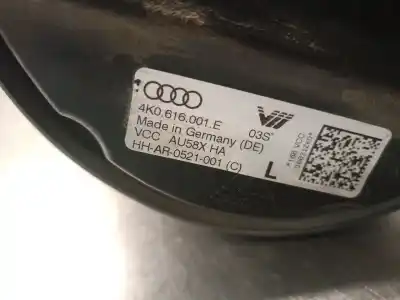 4K0.616.001.E
03S
Made in Germany (DE)
VCC AU58X HA
HH-AR-0521-001 (C)
L